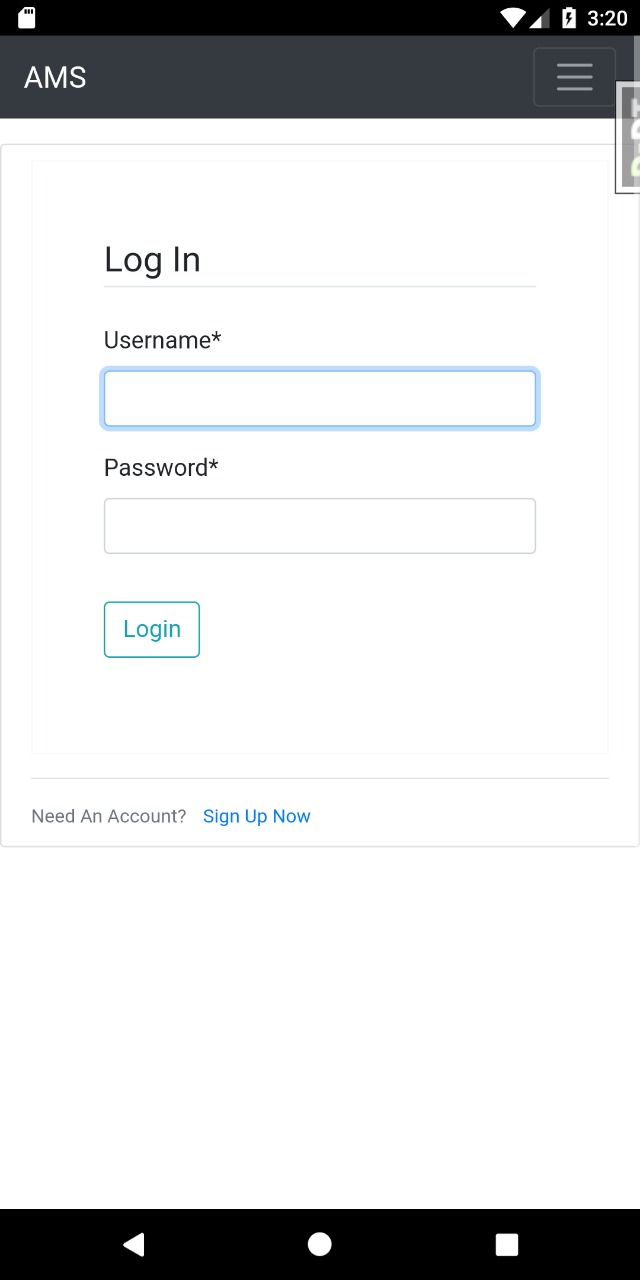 3:20
AMS
Log In
Username*
Password*
Login
Need An Account? Sign Up Now